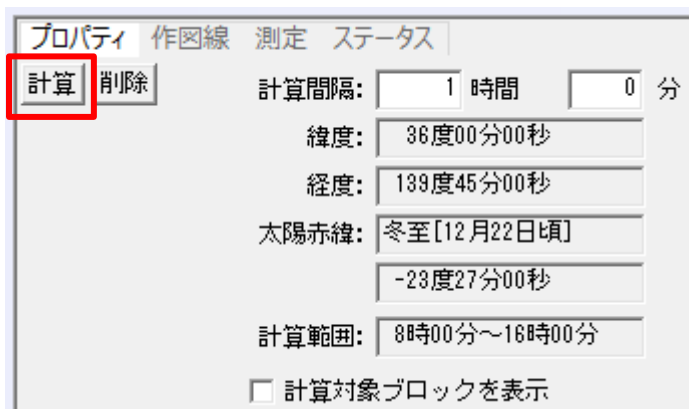 プロパティ 作図線 測定 ステータス
計算 削除 計算間隔: 1 時間 0 分
緯度: 36度00分00秒
経度: 139度45分00秒
太陽赤緯: 冬至[12月22日頃]
-23度27分00秒
計算範囲: 8時00分～16時00分
計算対象ブロックを表示